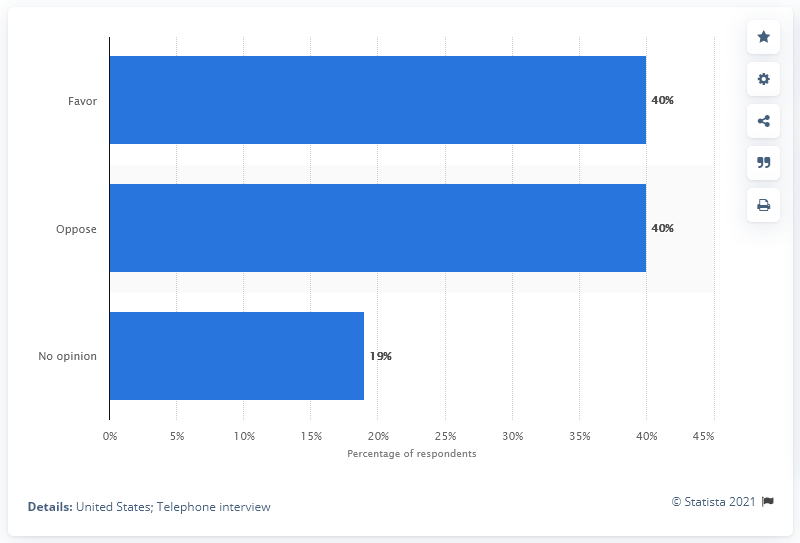 Favor
40%
Oppose
40%
No opinion
19%
0% 5% 10% 15% 20% 25% 30% 35% 40% 45%
Percentage of respondents
Details: United States; Telephone interview
© Statista 2021